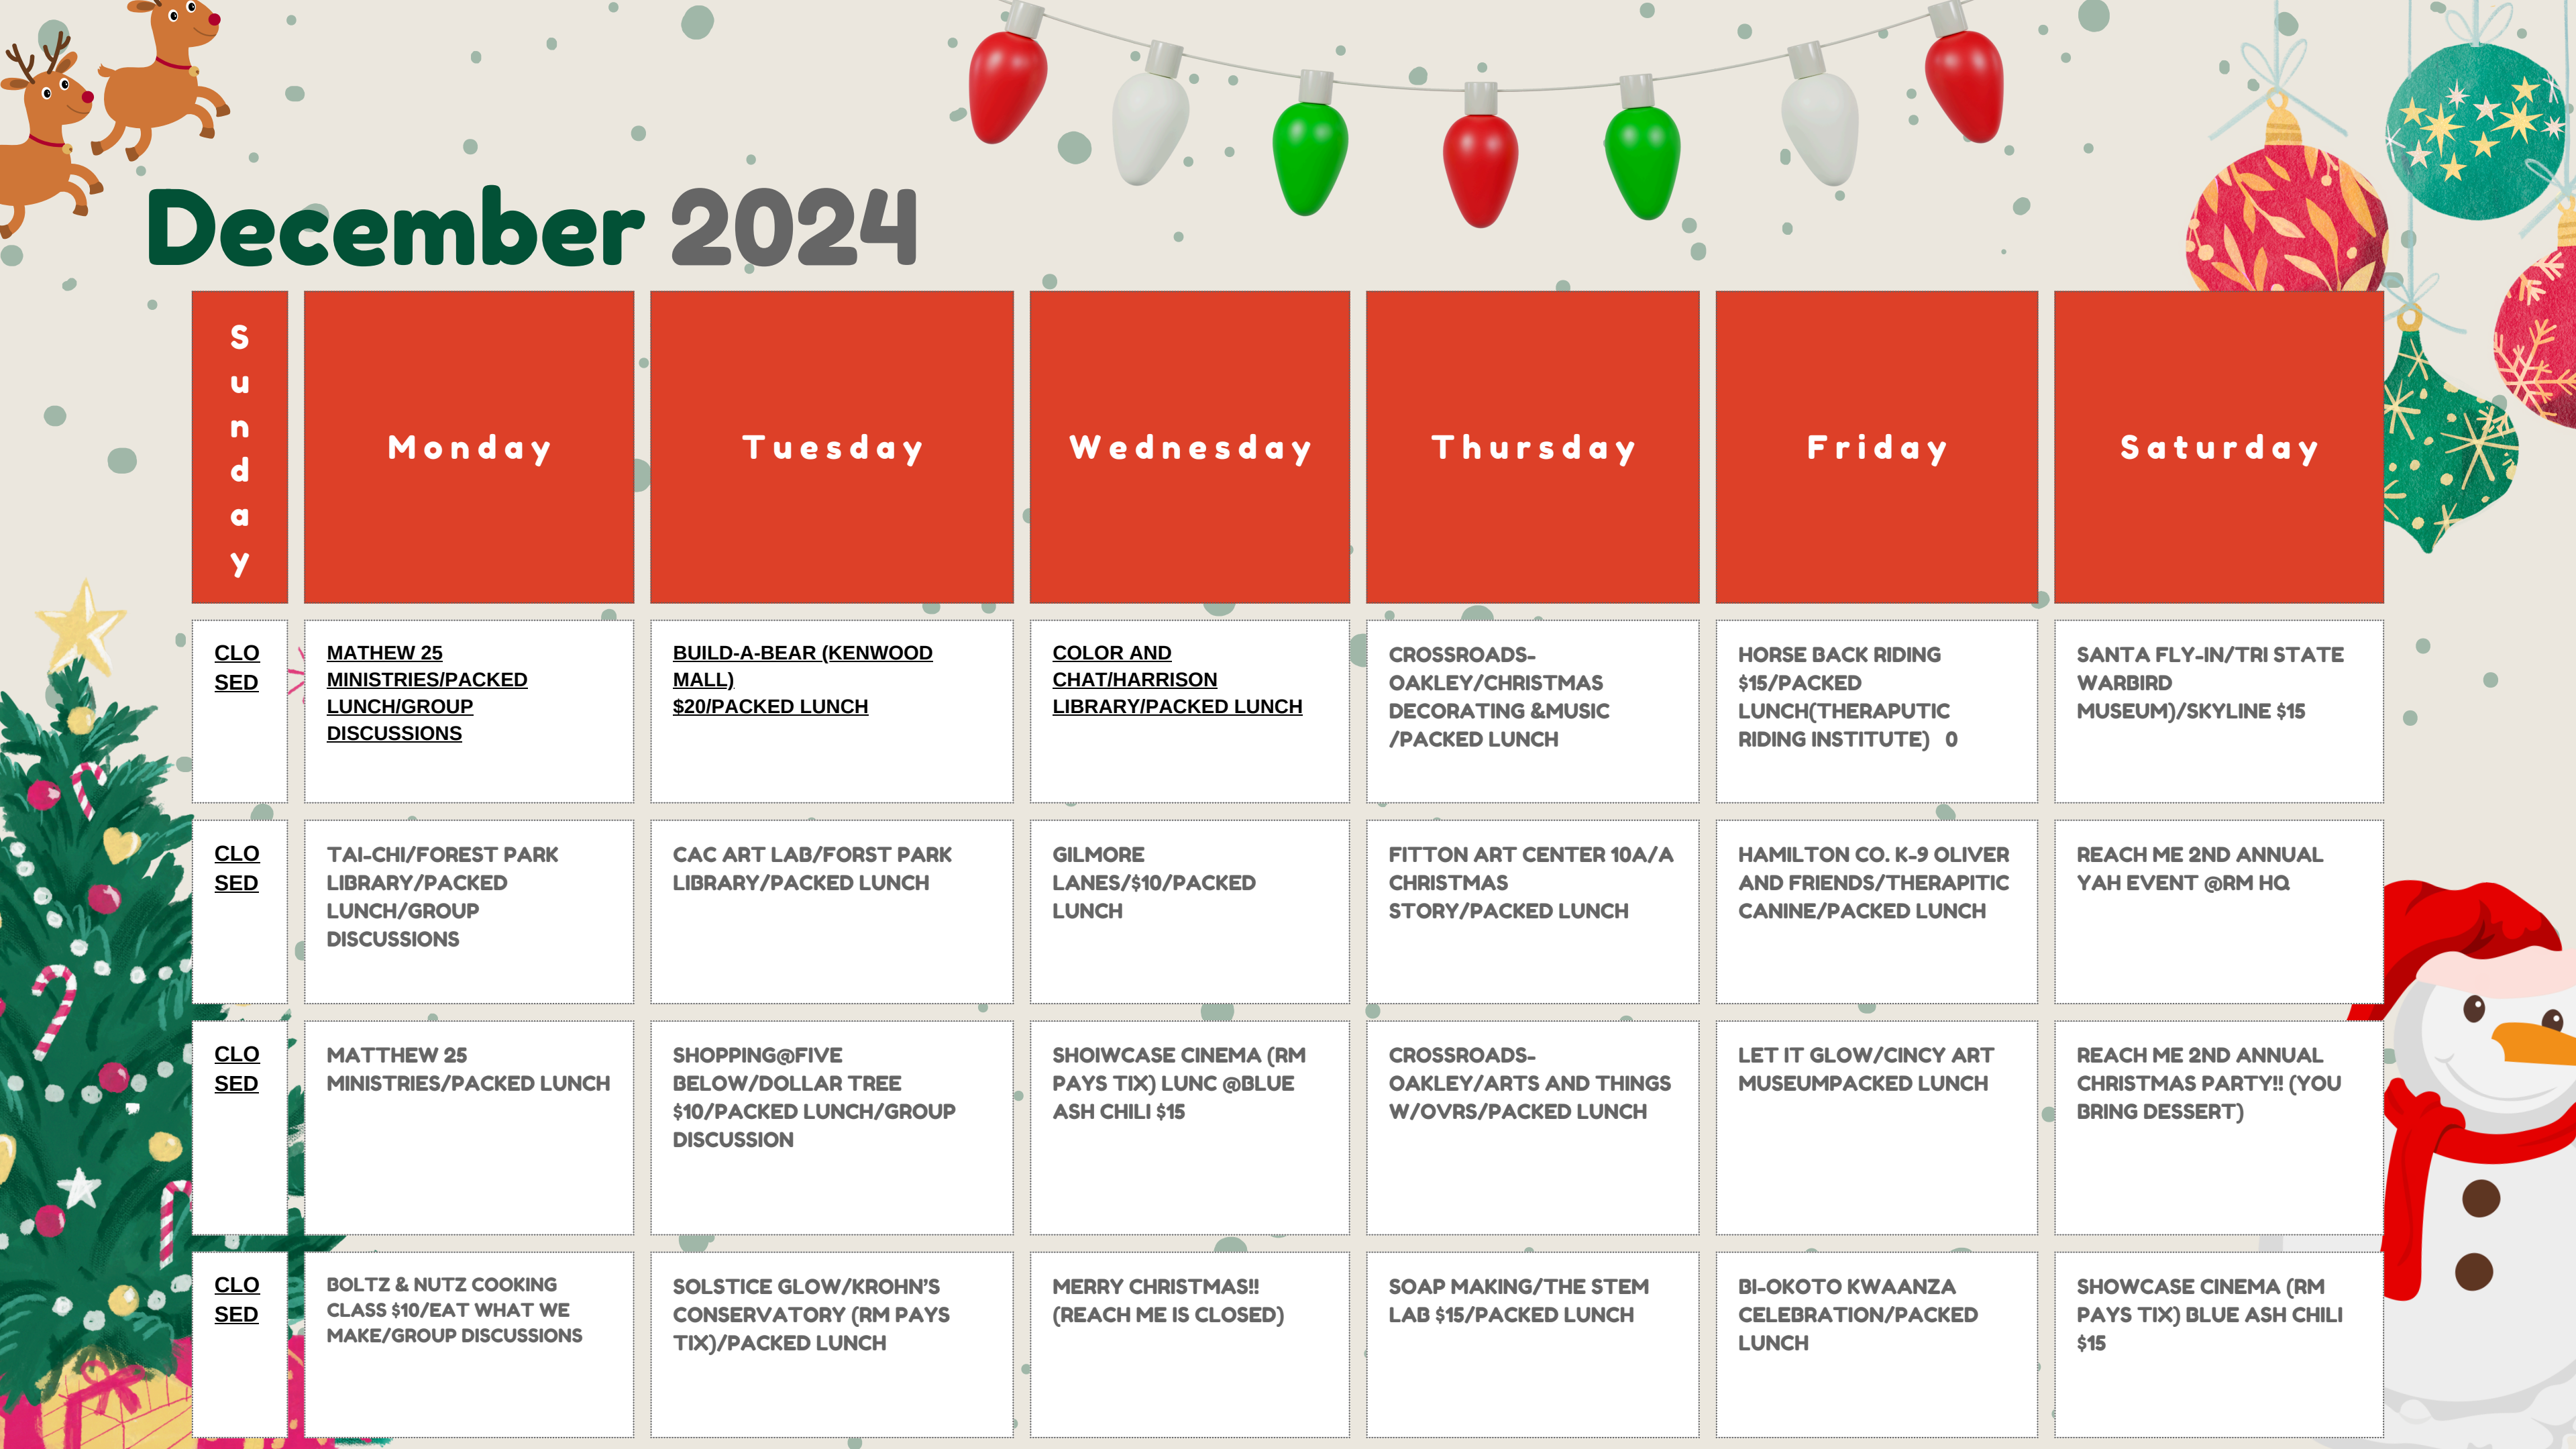 December 2024
Sunday
Monday
Tuesday
Wednesday
Thursday
Friday
Saturday
CLO
SED
MATHEW 25
MINISTRIES/PACKED
LUNCH/GROUP
DISCUSSIONS
BUILD-A-BEAR (KENWOOD
MALL)
$20/PACKED LUNCH
COLOR AND
CHAT/HARRISON
LIBRARY/PACKED LUNCH
CROSSROADS-
OAKLEY/CHRISTMAS
DECORATING &MUSIC
/PACKED LUNCH
HORSE BACK RIDING
$15/PACKED
LUNCH(THERAPUTIC
RIDING INSTITUTE) 0
SANTA FLY-IN/TRI STATE
WARBIRD
MUSEUM)/SKYLINE $15
CLO
SED
TAI-CHI/FOREST PARK
LIBRARY/PACKED
LUNCH/GROUP
DISCUSSIONS
CAC ART LAB/FORST PARK
LIBRARY/PACKED LUNCH
GILMORE
LANES/$10/PACKED
LUNCH
FITTON ART CENTER 10A/A
CHRISTMAS
STORY/PACKED LUNCH
HAMILTON CO. K-9 OLIVER
AND FRIENDS/THERAPITIC
CANINE/PACKED LUNCH
REACH ME 2ND ANNUAL
YAH EVENT @RM HQ
CLO
SED
MATTHEW 25
MINISTRIES/PACKED LUNCH
SHOPPING@FIVE
BELOW/DOLLAR TREE
$10/PACKED LUNCH/GROUP
DISCUSSION
SHOIWCASE CINEMA (RM
PAYS TIX) LUNC @BLUE
ASH CHILI $15
CROSSROADS-
OAKLEY/ARTS AND THINGS
W/OVRS/PACKED LUNCH
LET IT GLOW/CINCY ART
MUSEUMPACKED LUNCH
REACH ME 2ND ANNUAL
CHRISTMAS PARTY!! (YOU
BRING DESSERT)
CLO
SED
BOLTZ & NUTZ COOKING
CLASS $10/EAT WHAT WE
MAKE/GROUP DISCUSSIONS
SOLSTICE GLOW/KROHN'S
CONSERVATORY (RM PAYS
TIX)/PACKED LUNCH
MERRY CHRISTMAS!!
(REACH ME IS CLOSED)
SOAP MAKING/THE STEM
LAB $15/PACKED LUNCH
BI-OKOTO KWAANZA
CELEBRATION/PACKED
LUNCH
SHOWCASE CINEMA (RM
PAYS TIX) BLUE ASH CHILI
$15